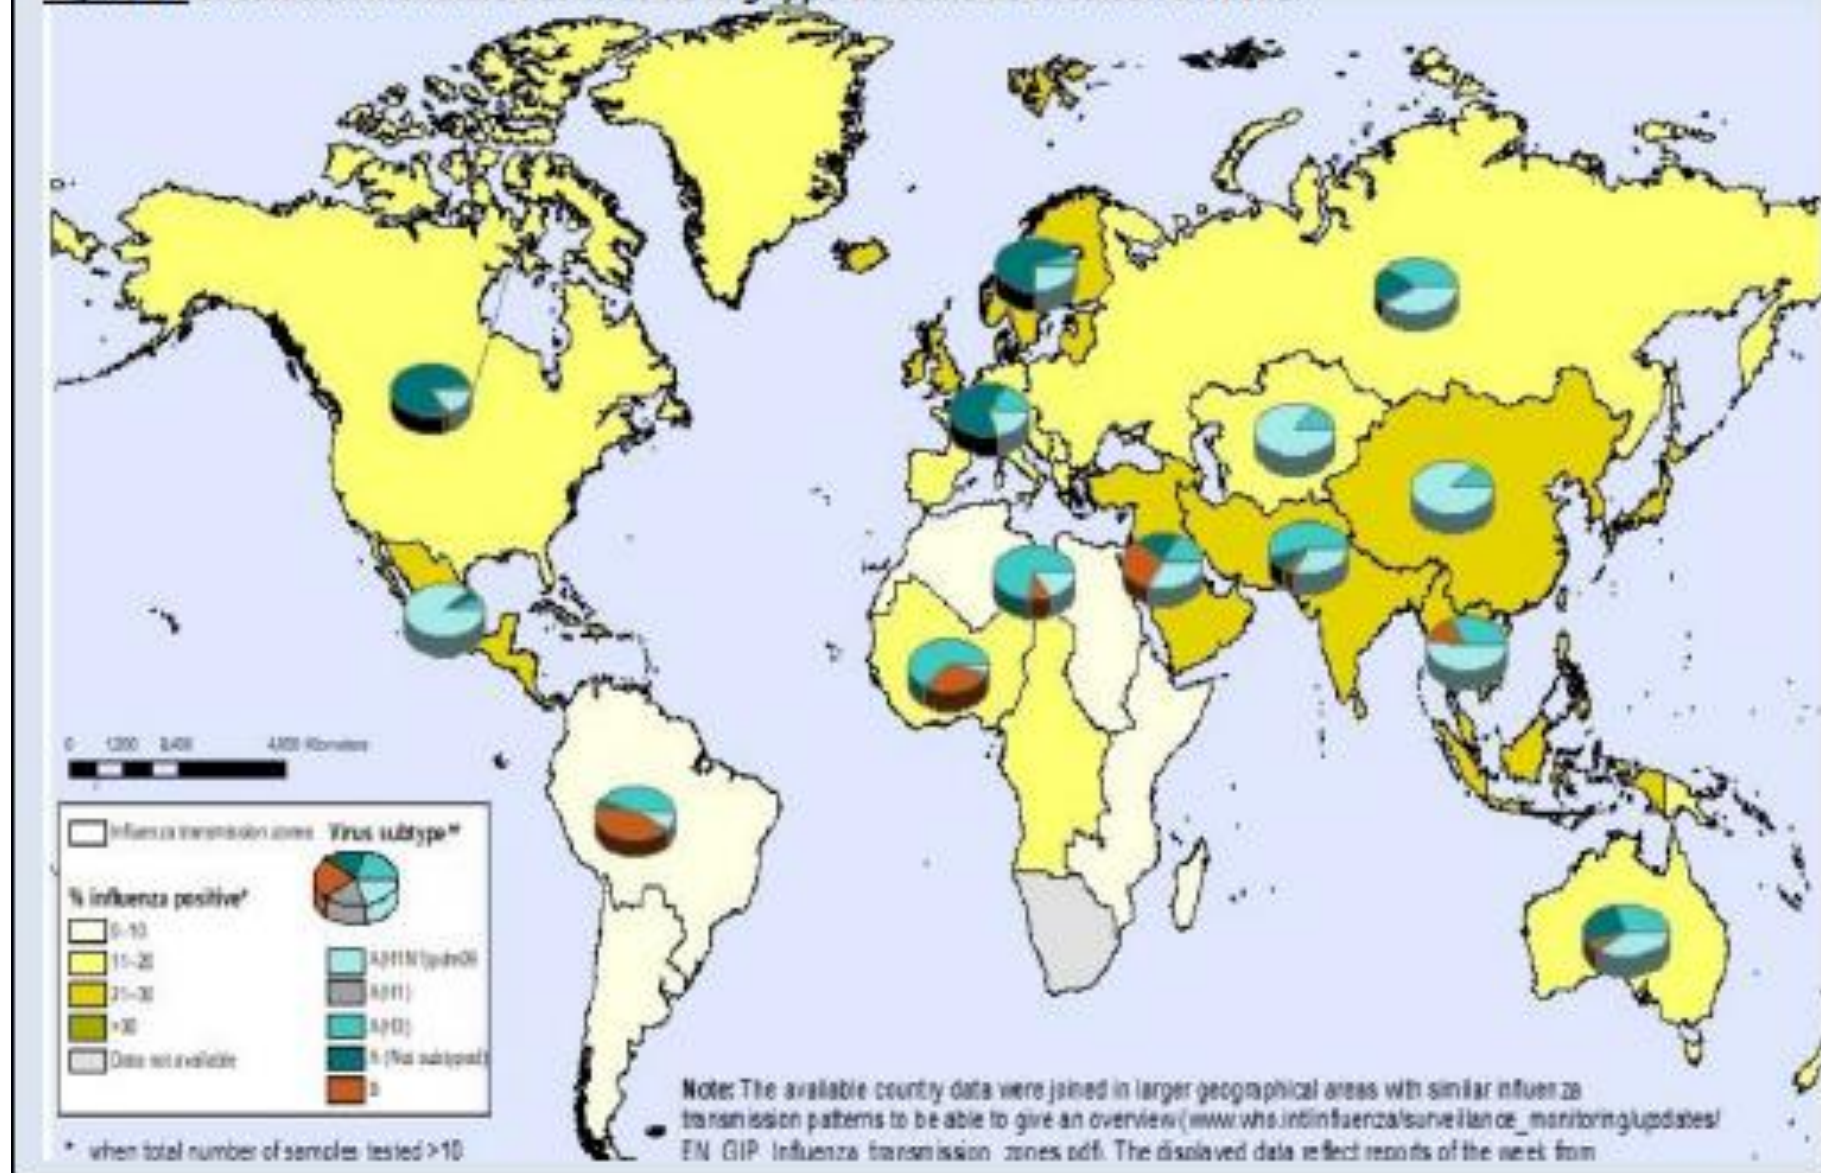 4,800 Kilometers
Influenza transmission zones
Virus subtype**
% influenza positive*
0-10
11-20
21-30
>30
Data not available
A(H1N1)pdm09
A(H1)
A(H3)
A (Not subtyped)
B
Note: The available country data were joined in larger geographical areas with similar influenza
transmission patterns to be able to give an overview (www.who.int/influenza/surveillance_monitoring/updates/
EN_GIP_Influenza_transmission_zones.pdf). The displayed data reflect reports of the week from
* when total number of samples tested >10